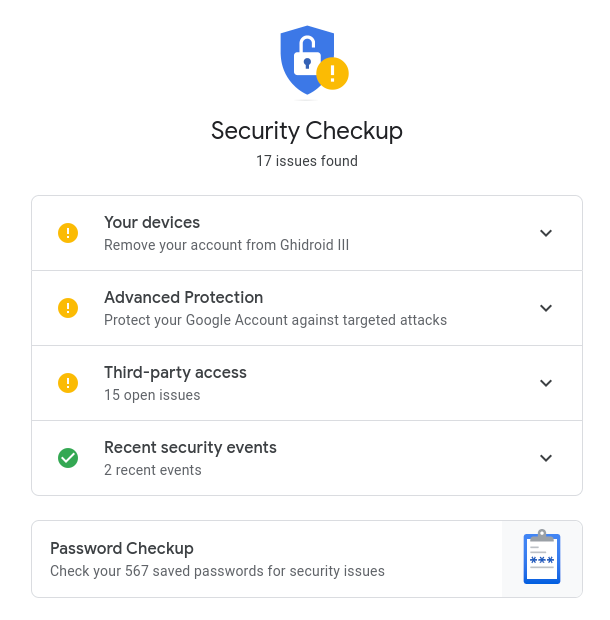 Security Checkup
17 issues found
Your devices
Remove your account from Ghidroid III
Advanced Protection
Protect your Google Account against targeted attacks
Third-party access
15 open issues
Recent security events
2 recent events
Password Checkup
Check your 567 saved passwords for security issues
***